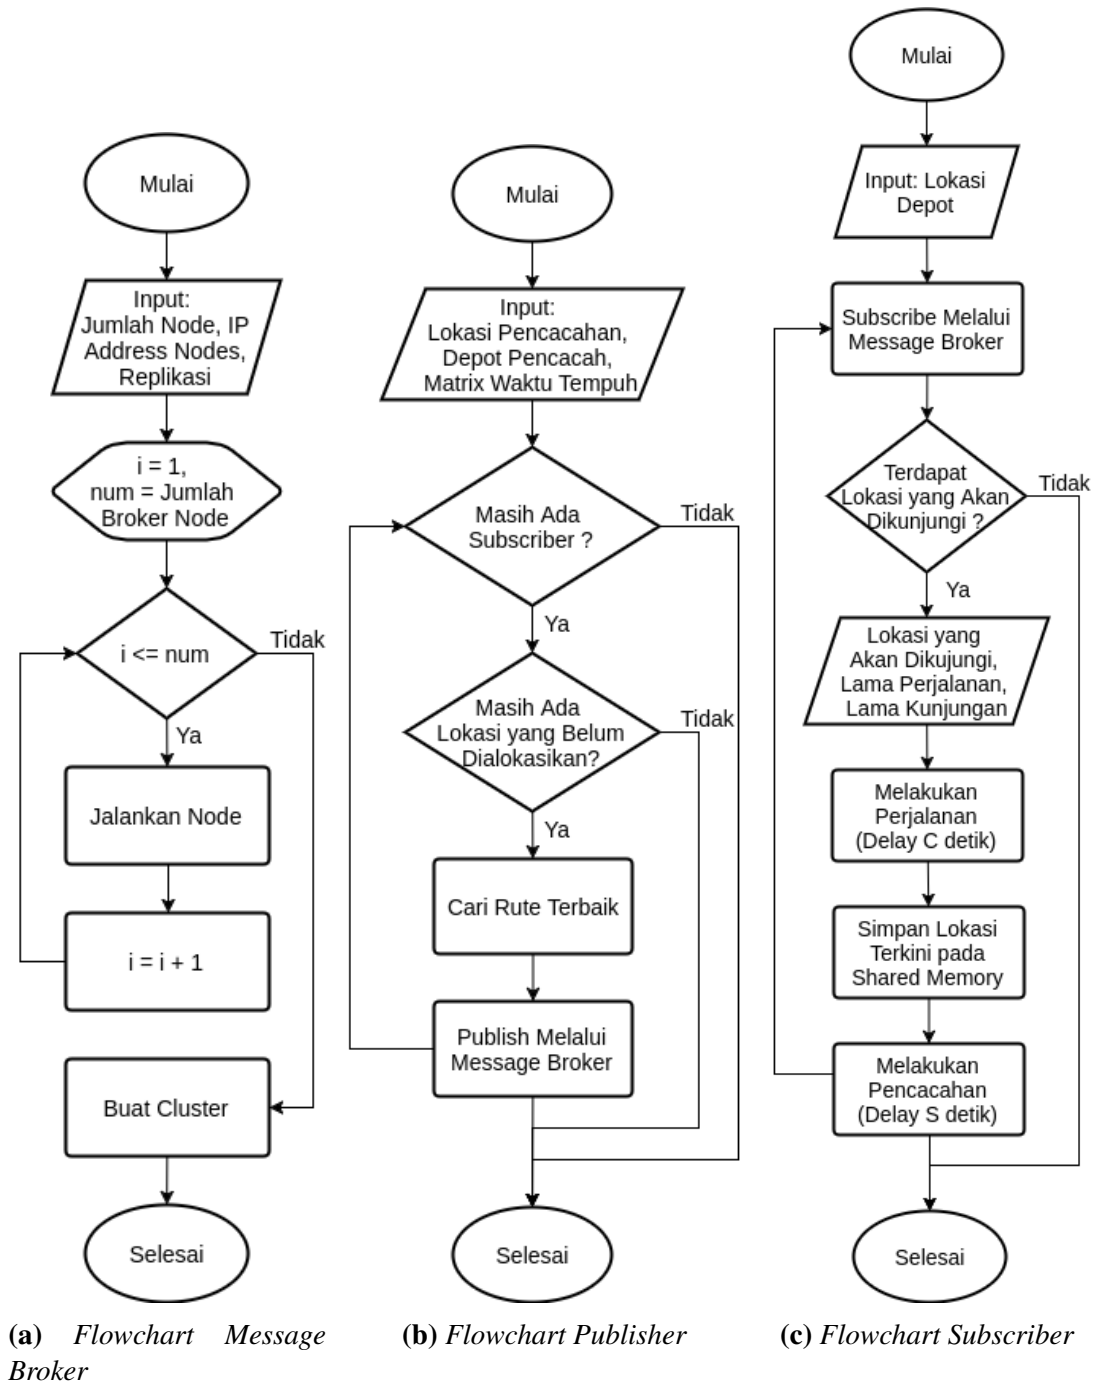 Mulai
Input:
Jumlah Node, IP
Address Nodes,
Replikasi
i = 1,
num = Jumlah
Broker Node
i <= num
Tidak
Ya
Jalankan Node
i = i + 1
Buat Cluster
Selesai
(a) Flowchart Message
Broker
Mulai
Input:
Lokasi Pencacahan,
Depot Pencacah,
Matrix Waktu Tempuh
Masih Ada
Subscriber ?
Tidak
Ya
Masih Ada
Lokasi yang Belum
Dialokasikan?
Tidak
Ya
Cari Rute Terbaik
Publish Melalui
Message Broker
Selesai
(b) Flowchart Publisher
Mulai
Input: Lokasi
Depot
Subscribe Melalui
Message Broker
Terdapat
Lokasi yang Akan
Dikunjungi ?
Tidak
Ya
Lokasi yang
Akan Dikujungi,
Lama Perjalanan,
Lama Kunjungan
Melakukan
Perjalanan
(Delay C detik)
Simpan Lokasi
Terkini pada
Shared Memory
Melakukan
Pencacahan
(Delay S detik)
Selesai
(c) Flowchart Subscriber